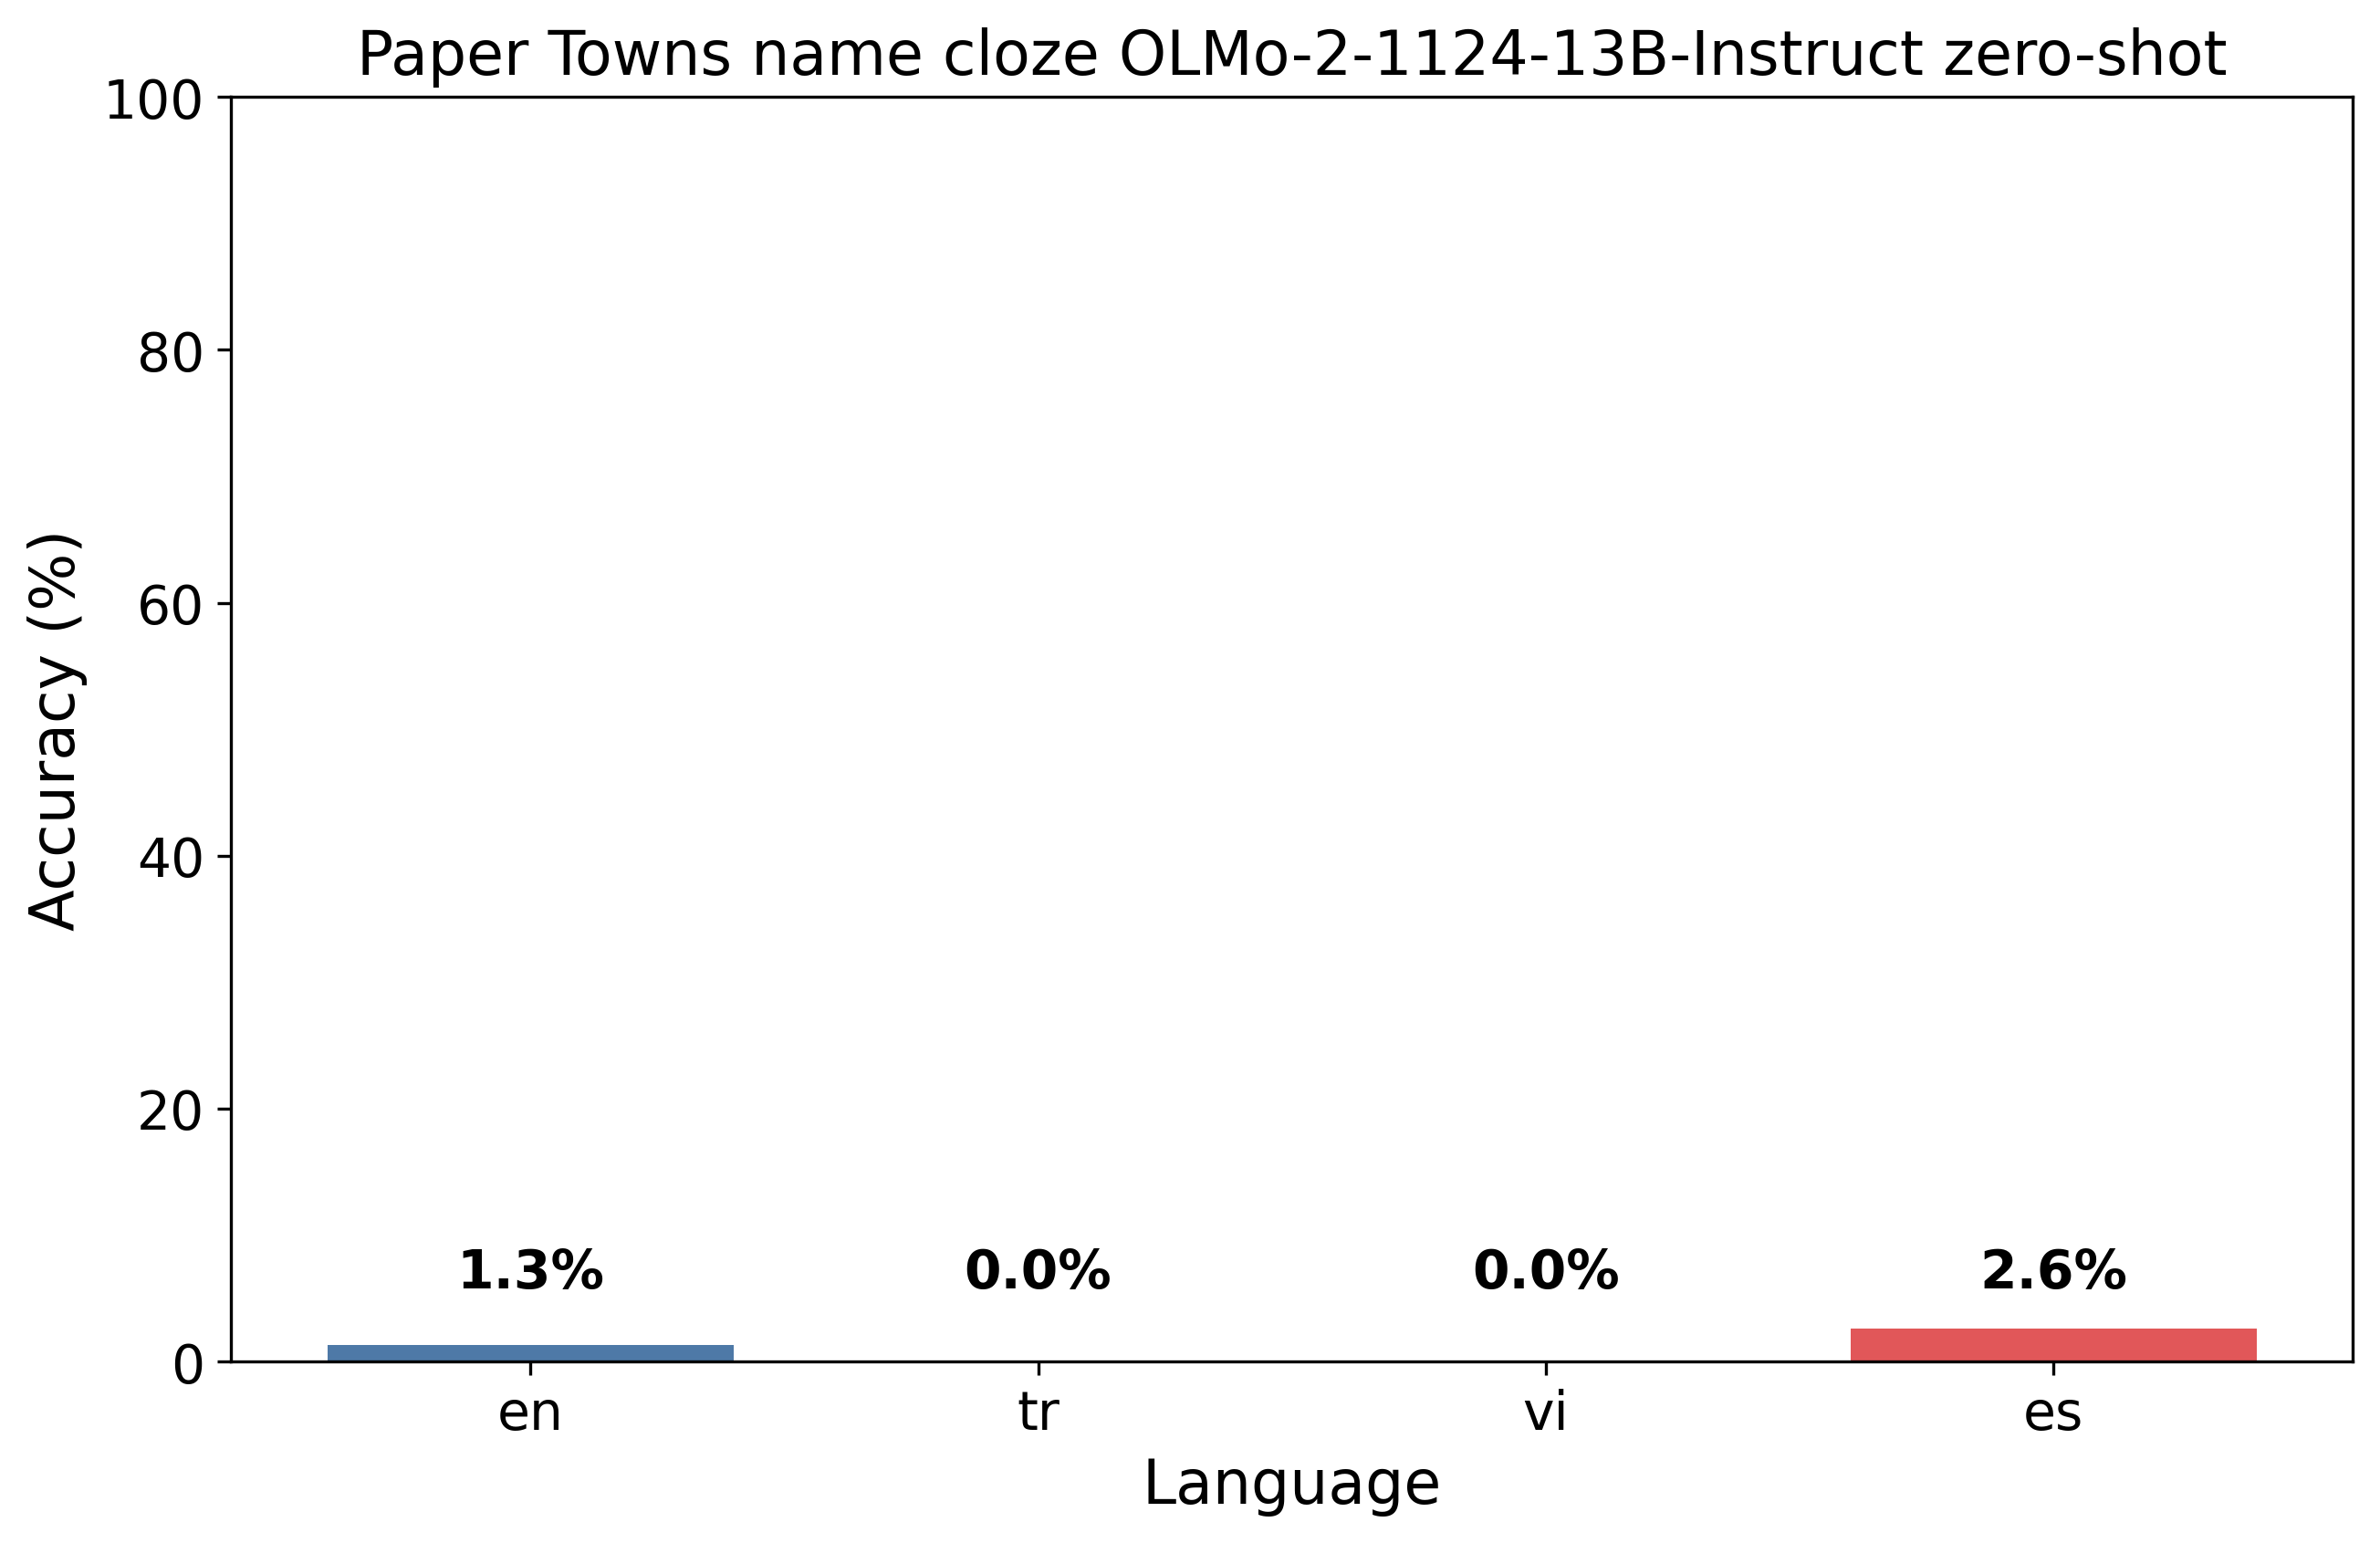 Paper Towns name cloze OLMo-2-1124-13B-Instruct zero-shot
100
80
60
40
20
0
Accuracy (%)
1.3%
0.0%
0.0%
2.6%
en
tr
vi
es
Language